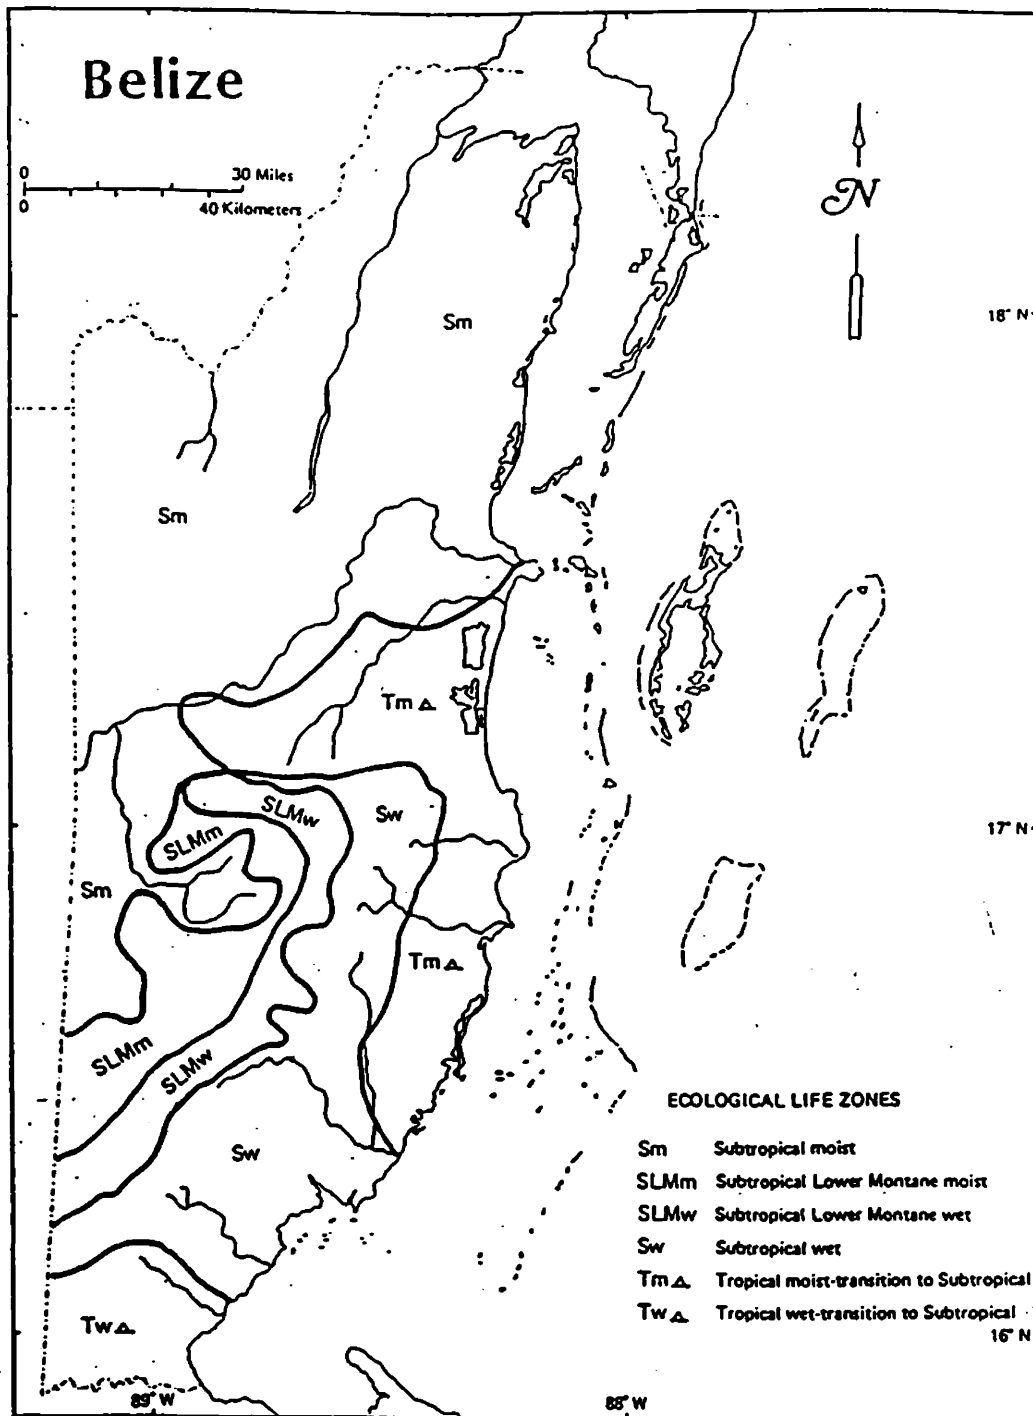 Belize
0 30 Miles
0 40 Kilometers
N
18° N
Sm
Sm
Tm △
17° N
SLMw
Sw
SLMm
Sm
Tm △
SLMm
SLMw
Sw
Tw △
ECOLOGICAL LIFE ZONES
Sm Subtropical moist
SLMm Subtropical Lower Montane moist
SLMw Subtropical Lower Montane wet
Sw Subtropical wet
Tm △ Tropical moist-transition to Subtropical
Tw △ Tropical wet-transition to Subtropical
16° N
89° W
88° W